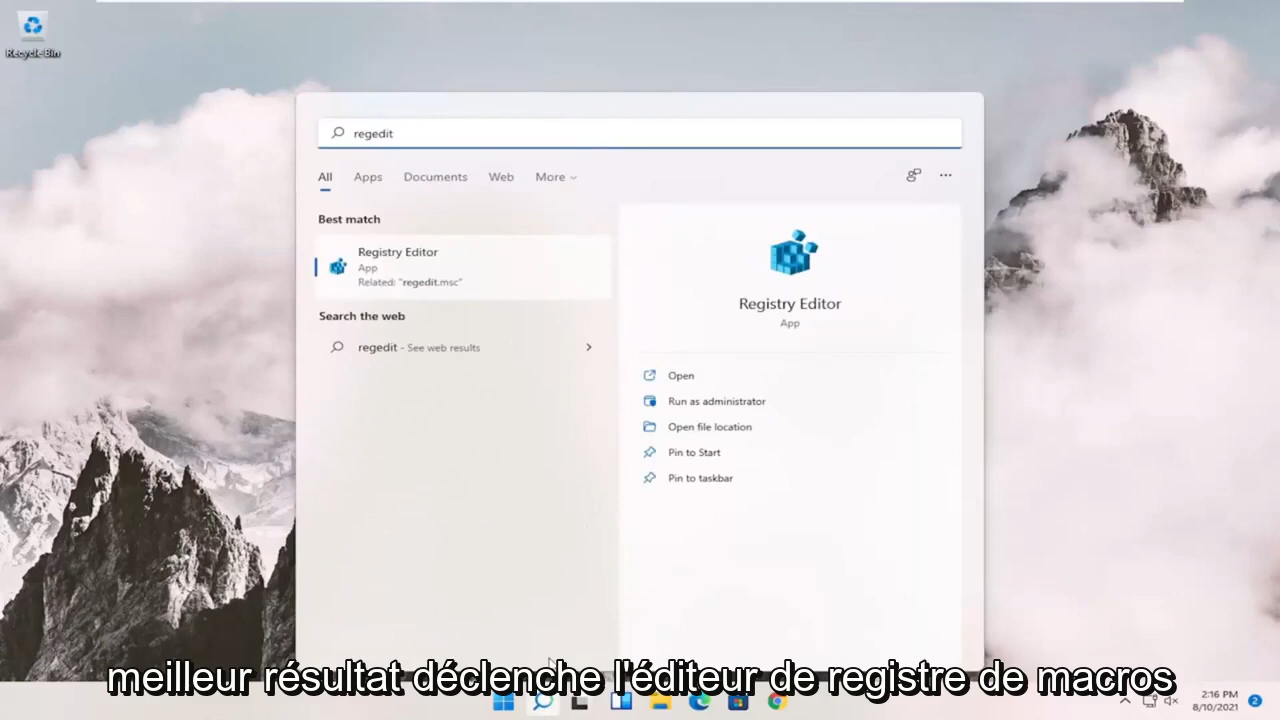 Recycle Bin
regedit
All Apps Documents Web More
Best match
Registry Editor
App
Related: "regedit.msc"
Search the web
regedit - See web results
Registry Editor
App
Open
Run as administrator
Open file location
Pin to Start
Pin to taskbar
meilleur résultat déclenche l'éditeur de registre de macros
2:16 PM
8/10/2021
2